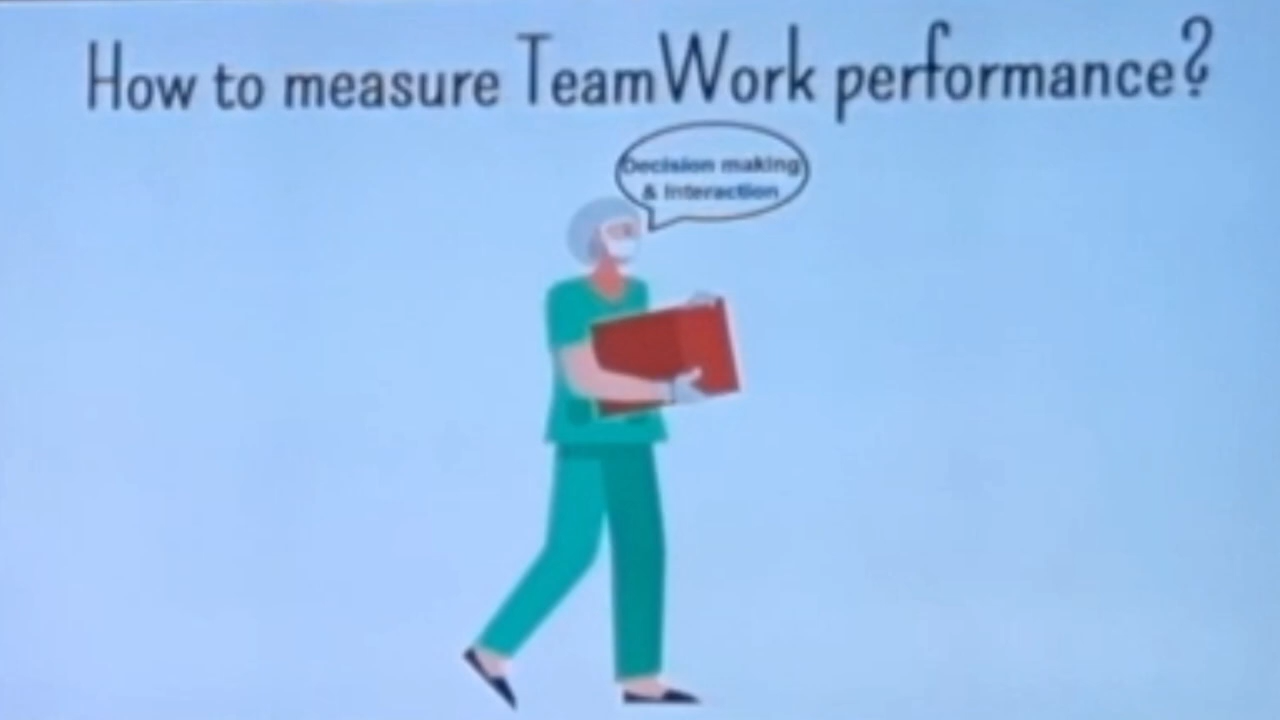 How to measure TeamWork performance?
Decision making
& Interaction